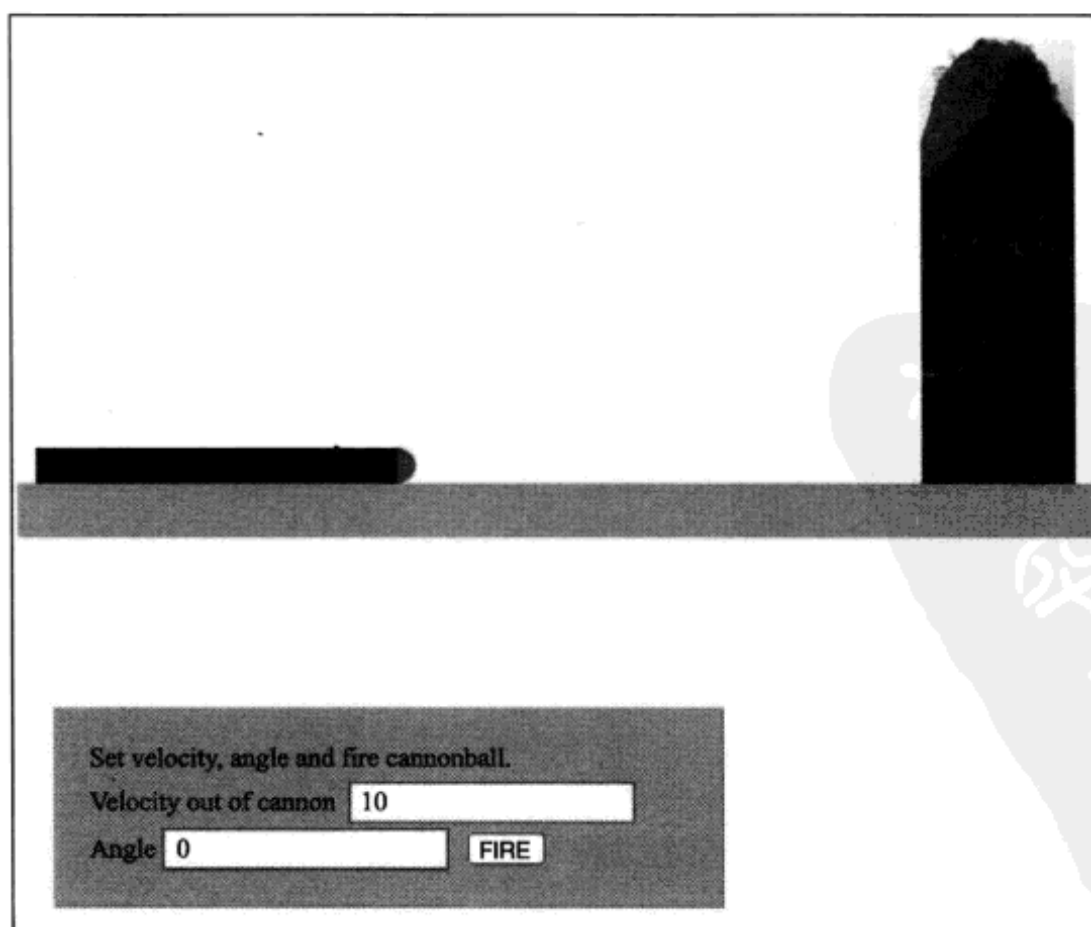 Set velocity, angle and fire cannonball.
Velocity out of cannon 10
Angle 0 FIRE